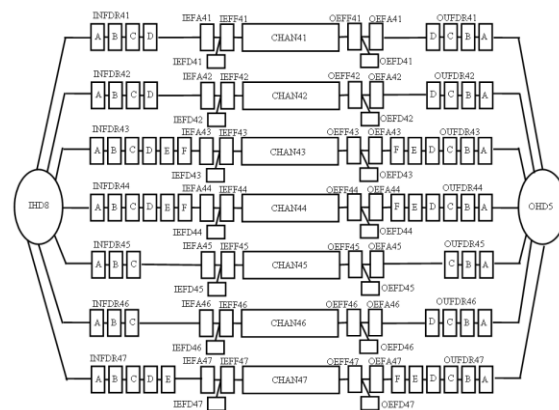 INFDR41 IEFA41 IEFF41 OEFF41 OEFA41 OUFDR41
A B C D CHAN41 D C B A
IEFD41 OEFD41
INFDR42 IEFA42 IEFF42 OEFF42 OEFA42 OUFDR42
A B C D CHAN42 D C B A
IEFD42 OEFD42
INFDR43 IEFA43 IEFF43 OEFF43 OEFA43 OUFDR43
A B C D E F CHAN43 F E D C B A
IEFD43 OEFD43
INFDR44 IEFA44 IEFF44 OEFF44 OEFA44 OUFDR44
IHD8 A B C D E F CHAN44 F E D C B A OHD5
IEFD44 OEFD44
INFDR45 IEFA45 IEFF45 OEFF45 OEFA45 OUFDR45
A B C CHAN45 C B A
IEFD45 OEFD45
INFDR46 IEFA46 IEFF46 OEFF46 OEFA46 OUFDR46
A B C CHAN46 D C B A
IEFD46 OEFD46
INFDR47 IEFA47 IEFF47 OEFF47 OEFA47 OUFDR47
A B C D E CHAN47 F E D C B A
IEFD47 OEFD47